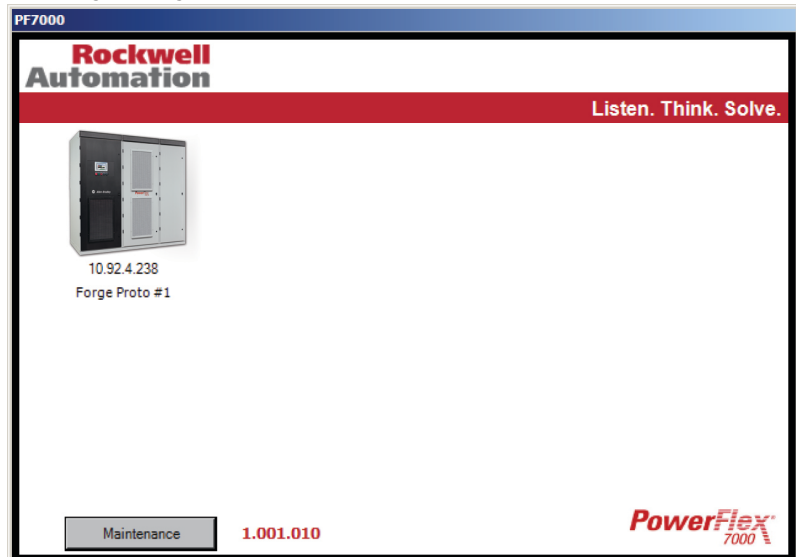 PF7000
Rockwell
Automation
Listen. Think. Solve.
10.92.4.238
Forge Proto #1
Maintenance
1.001.010
PowerFlex
7000